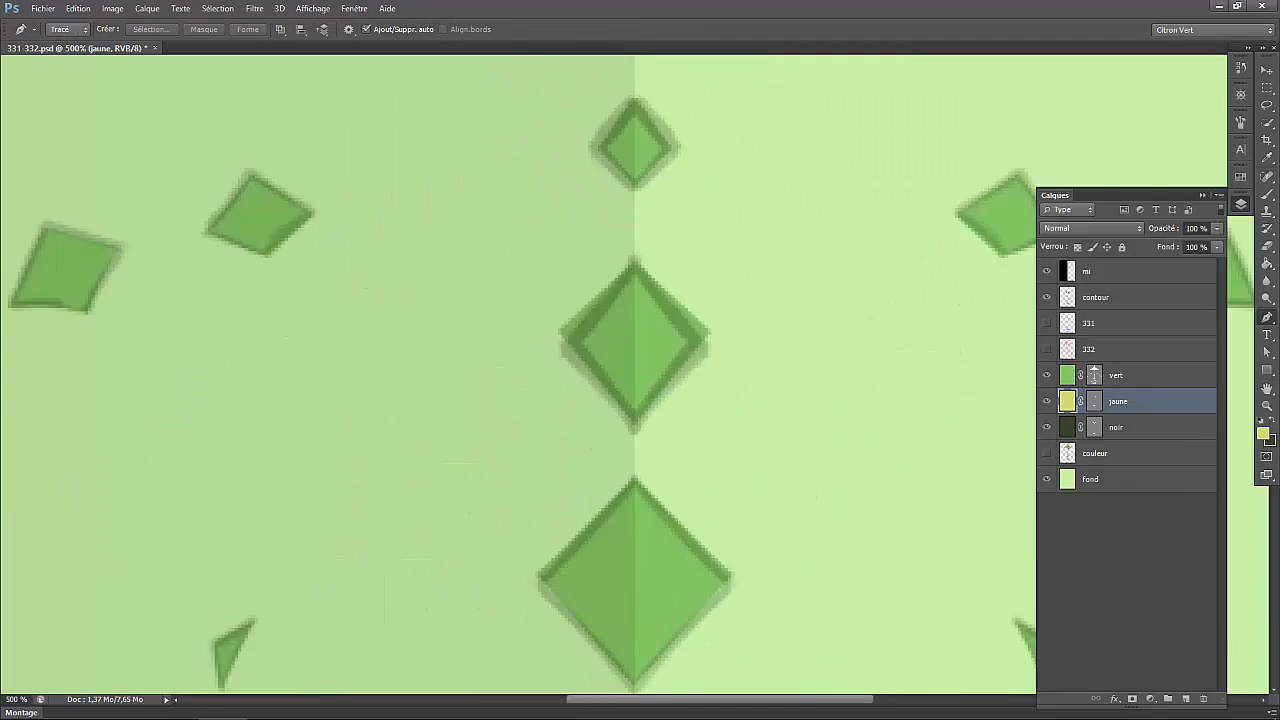 Ps Fichier Edition Image Calque Texte Sélection Filtre 3D Affichage Fenêtre Aide
Tracé Créer: Sélection... Masque Forme Ajout/Suppr. auto Align.bords Citron Vert
331-332.psd @ 500% (jaune, RVB/8) * ×
Calques
Type
Normal Opacité: 100 %
Verrou: Fond: 100 %
mi
contour
331
332
vert
jaune
noir
couleur
fond
500 % Doc : 1,37 Mo/7,65 Mo
Montage